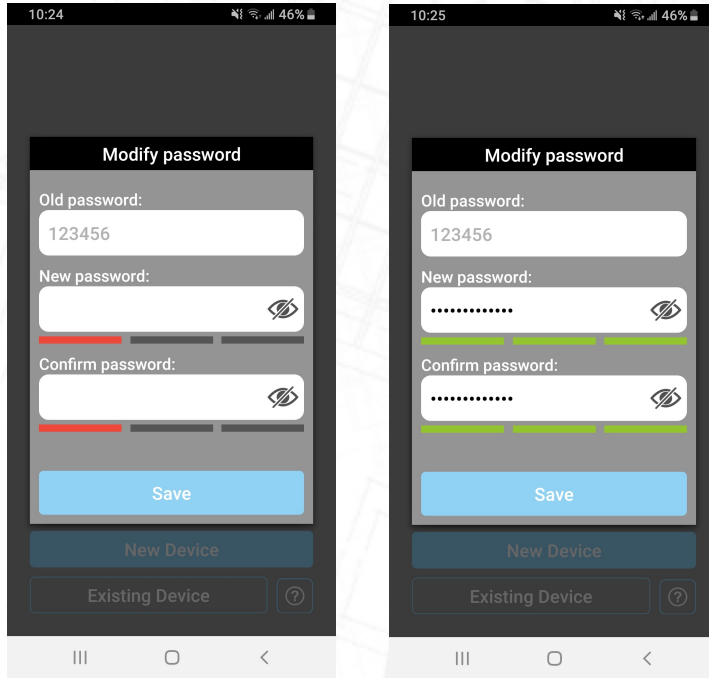 10:24
46%
Modify password
Old password:
123456
New password:
Confirm password:
Save
New Device
Existing Device
?
10:25
46%
Modify password
Old password:
123456
New password:
•••••••••••••
Confirm password:
•••••••••••••
Save
New Device
Existing Device
?